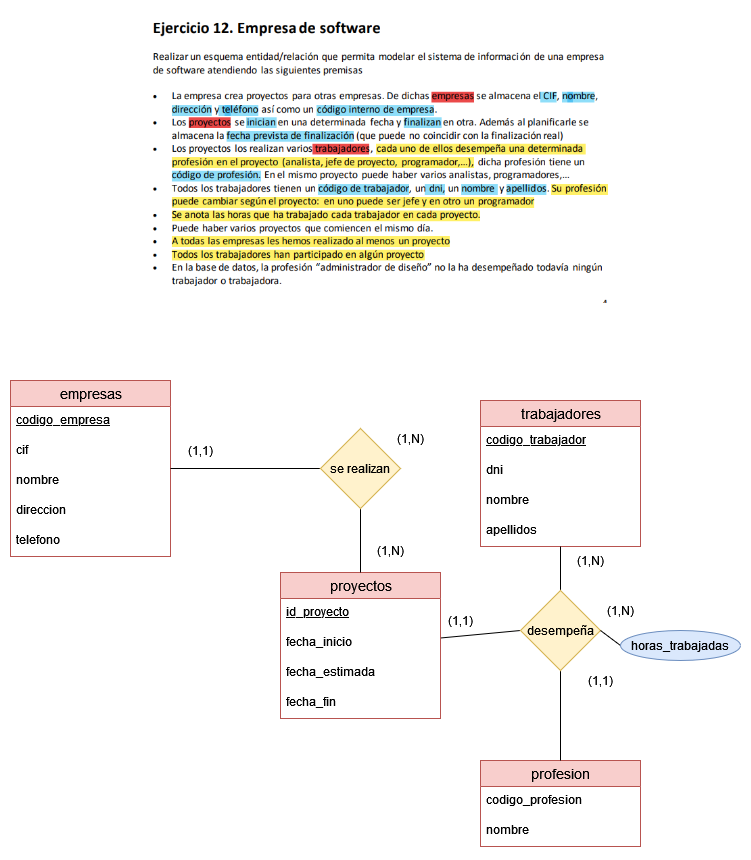 Ejercicio 12. Empresa de software
Realizar un esquema entidad/relación que permita modelar el sistema de información de una empresa
de software atendiendo las siguientes premisas
• La empresa crea proyectos para otras empresas. De dichas empresas se almacena el CIF, nombre,
dirección y teléfono así como un código interno de empresa.
• Los proyectos se inician en una determinada fecha y finalizan en otra. Además al planificarle se
almacena la fecha prevista de finalización (que puede no coincidir con la finalización real)
• Los proyectos los realizan varios trabajadores, cada uno de ellos desempeña una determinada
profesión en el proyecto (analista, jefe de proyecto, programador,...), dicha profesión tiene un
código de profesión. En el mismo proyecto puede haber varios analistas, programadores,...
• Todos los trabajadores tienen un código de trabajador, un dni, un nombre y apellidos. Su profesión
puede cambiar según el proyecto: en uno puede ser jefe y en otro un programador
• Se anota las horas que ha trabajado cada trabajador en cada proyecto.
• Puede haber varios proyectos que comiencen el mismo día.
• A todas las empresas les hemos realizado al menos un proyecto
• Todos los trabajadores han participado en algún proyecto
• En la base de datos, la profesión "administrador de diseño" no la ha desempeñado todavía ningún
trabajador o trabajadora.
empresas
codigo_empresa
cif
nombre
direccion
telefono
(1,1)
se realizan
(1,N)
(1,N)
proyectos
id_proyecto
fecha_inicio
fecha_estimada
fecha_fin
trabajadores
codigo_trabajador
dni
nombre
apellidos
(1,N)
(1,1)
desempeña
(1,N)
horas_trabajadas
(1,1)
profesion
codigo_profesion
nombre